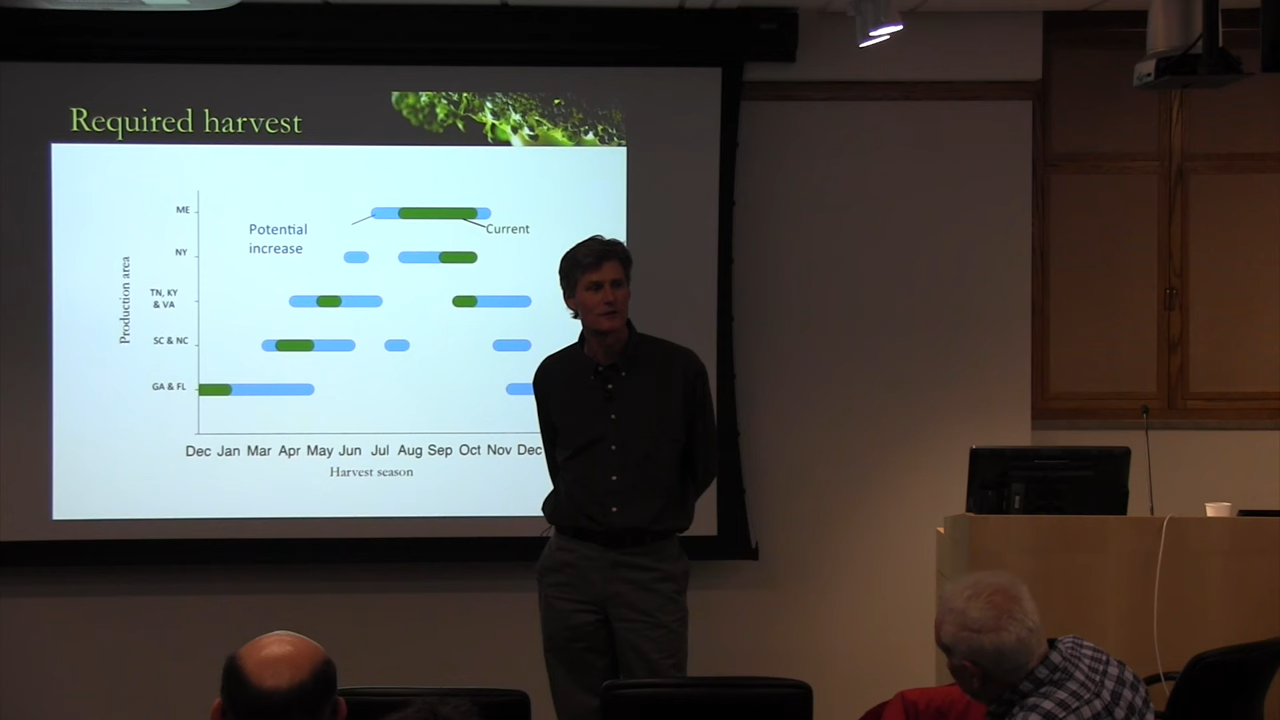 Required harvest
ME
Potential
increase
Current
NY
TN, KY
& VA
SC & NC
GA & FL
Production area
Dec Jan Mar Apr May Jun Jul Aug Sep Oct Nov Dec
Harvest season